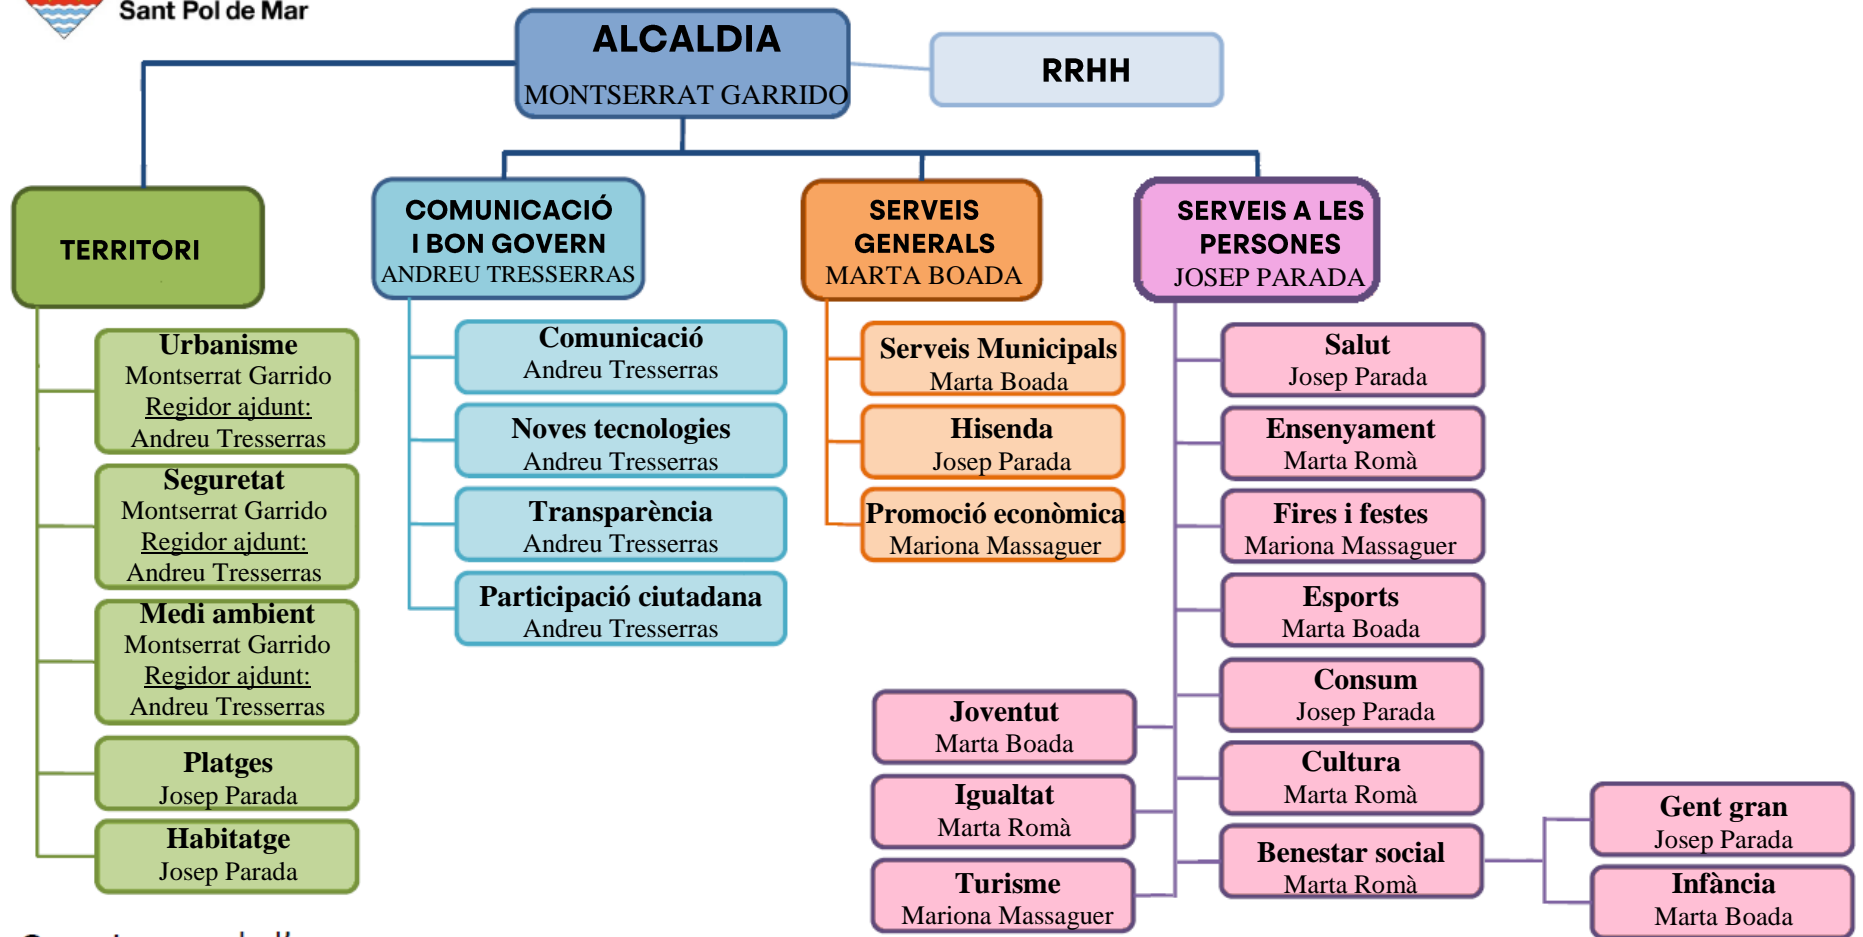 Sant Pol de Mar
ALCALDIA
MONTSERRAT GARRIDO
RRHH
TERRITORI
Urbanisme
Montserrat Garrido
Regidor ajdunt:
Andreu Tresserras
Seguretat
Montserrat Garrido
Regidor ajdunt:
Andreu Tresserras
Medi ambient
Montserrat Garrido
Regidor ajdunt:
Andreu Tresserras
Platges
Josep Parada
Habitatge
Josep Parada
COMUNICACIÓ
I BON GOVERN
ANDREU TRESSERRAS
Comunicació
Andreu Tresserras
Noves tecnologies
Andreu Tresserras
Transparència
Andreu Tresserras
Participació ciutadana
Andreu Tresserras
SERVEIS
GENERALS
MARTA BOADA
Serveis Municipals
Marta Boada
Hisenda
Josep Parada
Promoció econòmica
Mariona Massaguer
SERVEIS A LES
PERSONES
JOSEP PARADA
Salut
Josep Parada
Ensenyament
Marta Romà
Fires i festes
Mariona Massaguer
Esports
Marta Boada
Consum
Josep Parada
Cultura
Marta Romà
Benestar social
Marta Romà
Joventut
Marta Boada
Igualtat
Marta Romà
Turisme
Mariona Massaguer
Gent gran
Josep Parada
Infància
Marta Boada